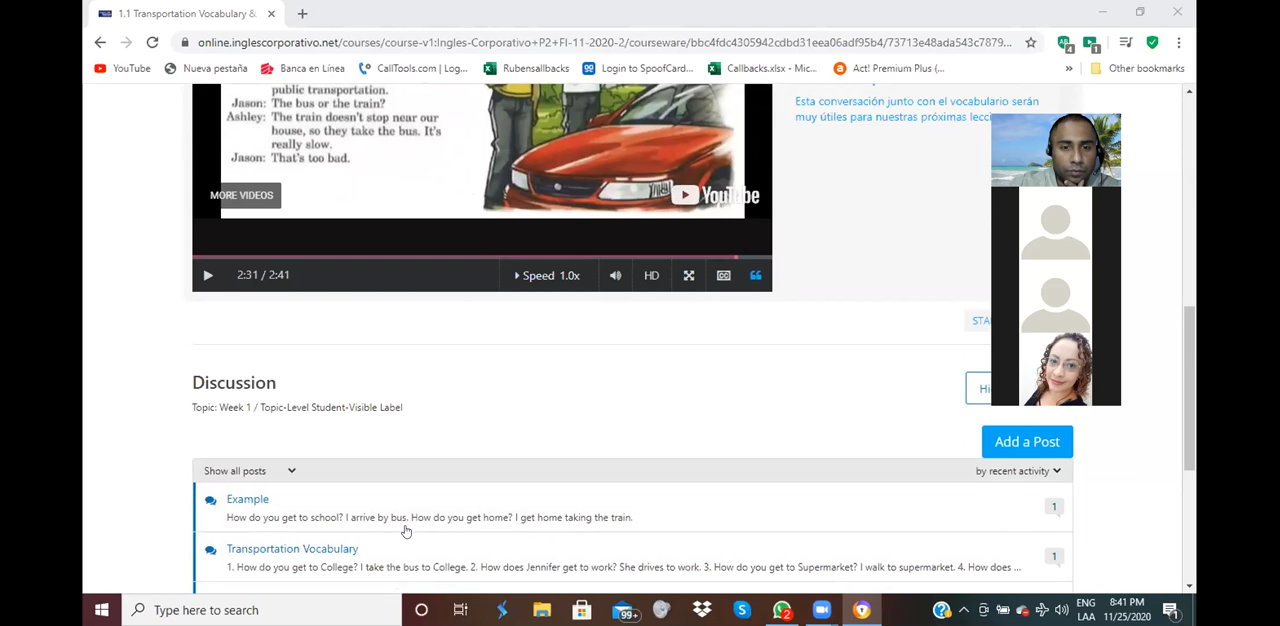 1.1 Transportation Vocabulary &
online.inglescorporativo.net/courses/course-v1:Ingles-Corporativo+P2+FI-11-2020-2/courseware/bbc4fdc4305942cdbd31eea06adf95b4/73713e48ada543c7879...
YouTube
Nueva pestaña
Banca en Línea
CallTools.com | Log...
Rubensallbacks
Login to SpoofCard...
Callbacks.xlsx - Mic...
Act! Premium Plus (...
»
Other bookmarks
public transportation.
Jason: The bus or the train?
Ashley: The train doesn't stop near our
house, so they take the bus. It's
really slow.
Jason: That's too bad.
MORE VIDEOS
YouTube
Esta conversación junto con el vocabulario serán
muy útiles para nuestras próximas lecci
2:31 / 2:41
Speed 1.0x
HD
STA
Discussion
Hi
Topic: Week 1 / Topic-Level Student-Visible Label
Add a Post
Show all posts
by recent activity
Example
1
How do you get to school? I arrive by bus. How do you get home? I get home taking the train.
Transportation Vocabulary
1
1. How do you get to College? I take the bus to College. 2. How does Jennifer get to work? She drives to work. 3. How do you get to Supermarket? I walk to supermarket. 4. How does ...
Type here to search
99+
2
ENG
LAA
8:41 PM
11/25/2020
1